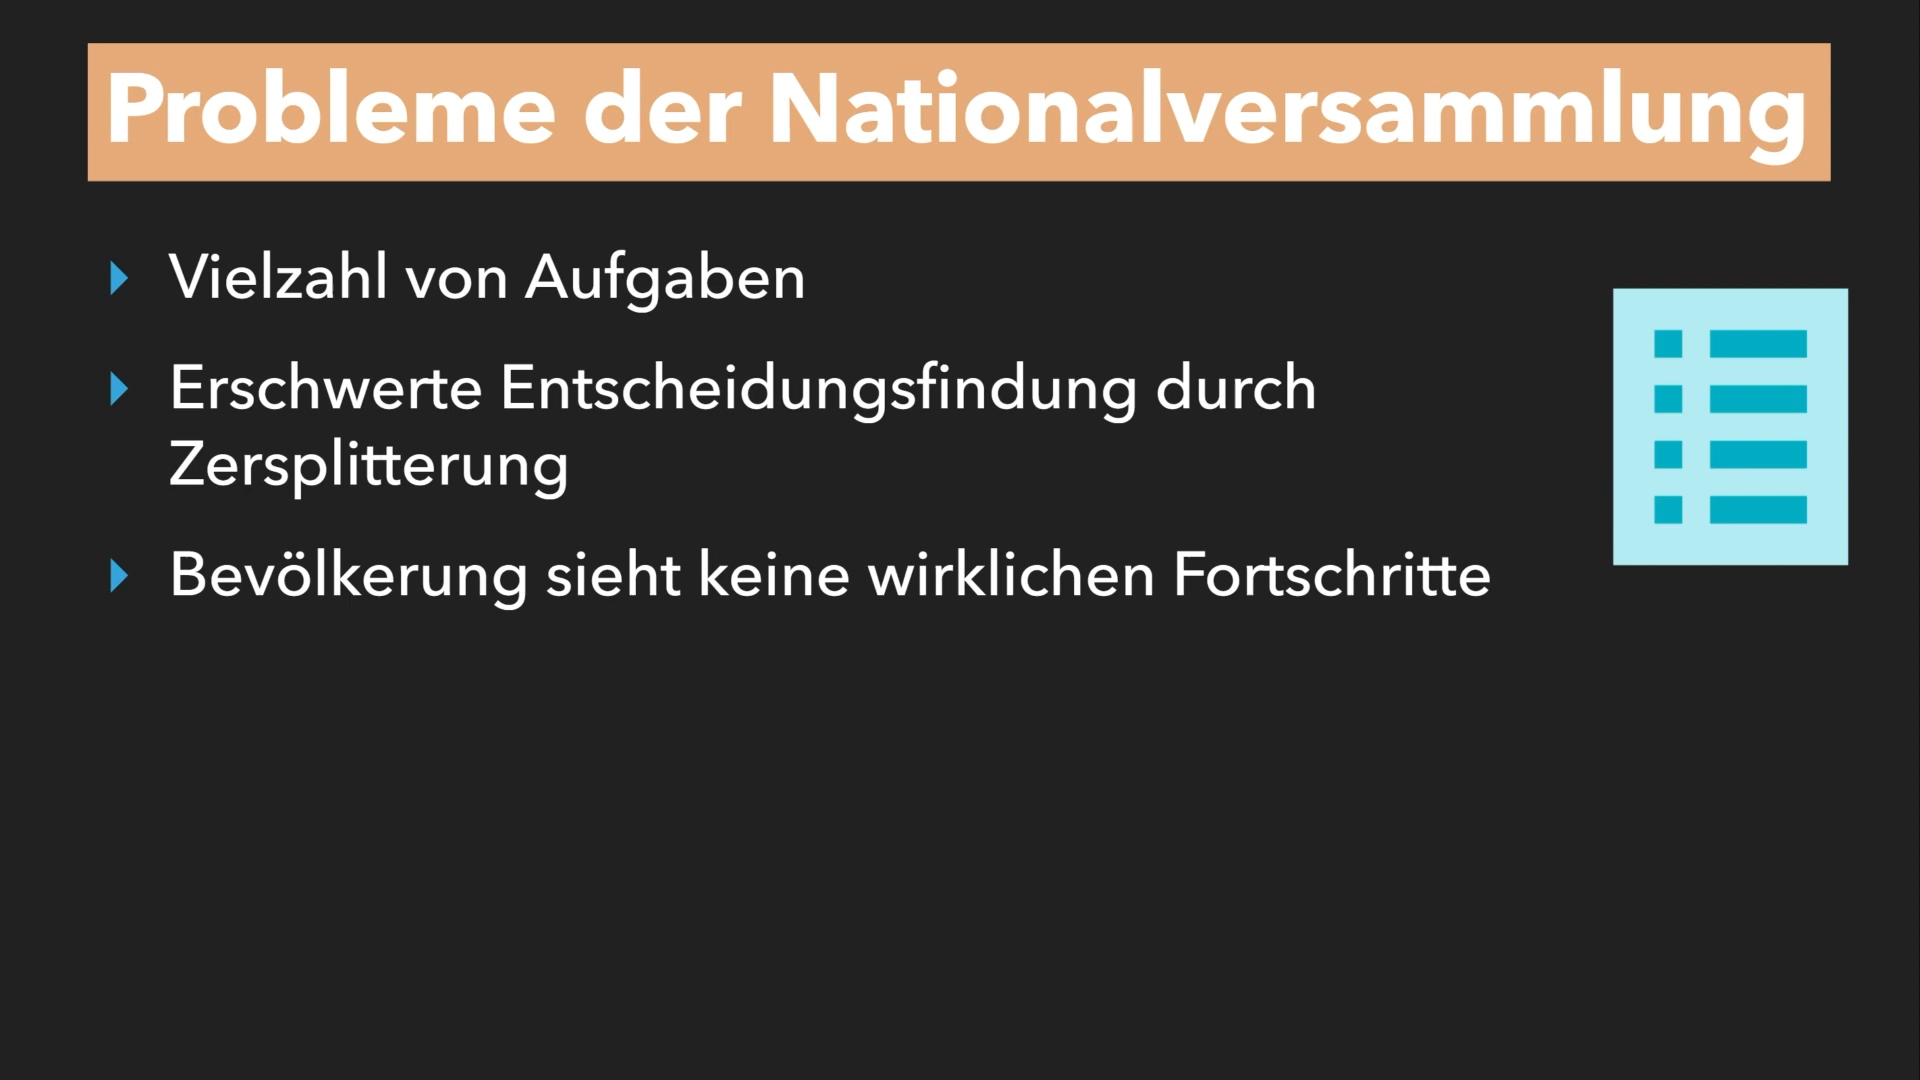 Probleme der Nationalversammlung
Vielzahl von Aufgaben
Erschwerte Entscheidungsfindung durch
Zersplitterung
Bevölkerung sieht keine wirklichen Fortschritte